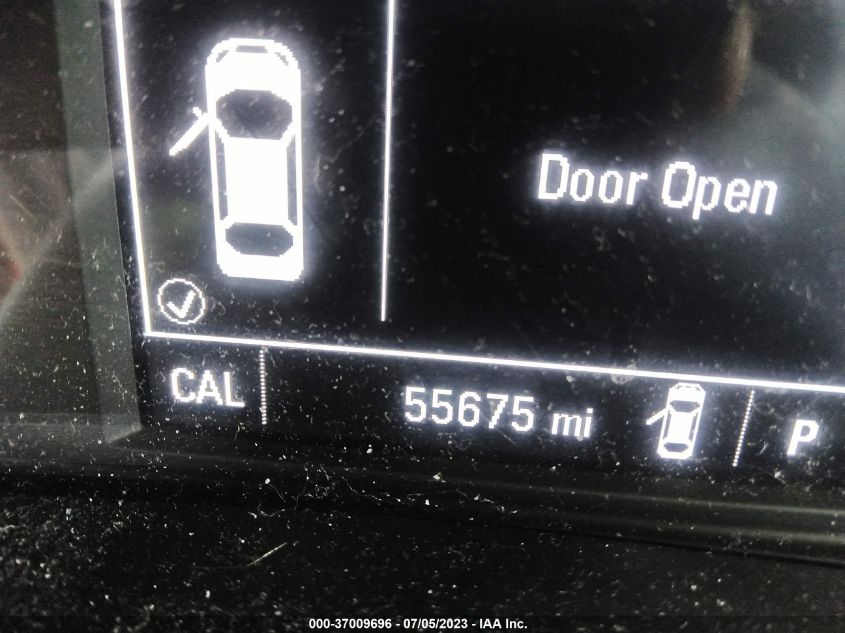 Door Open
CAL 55675 mi P
000-37009696 - 07/05/2023 - IAA Inc.